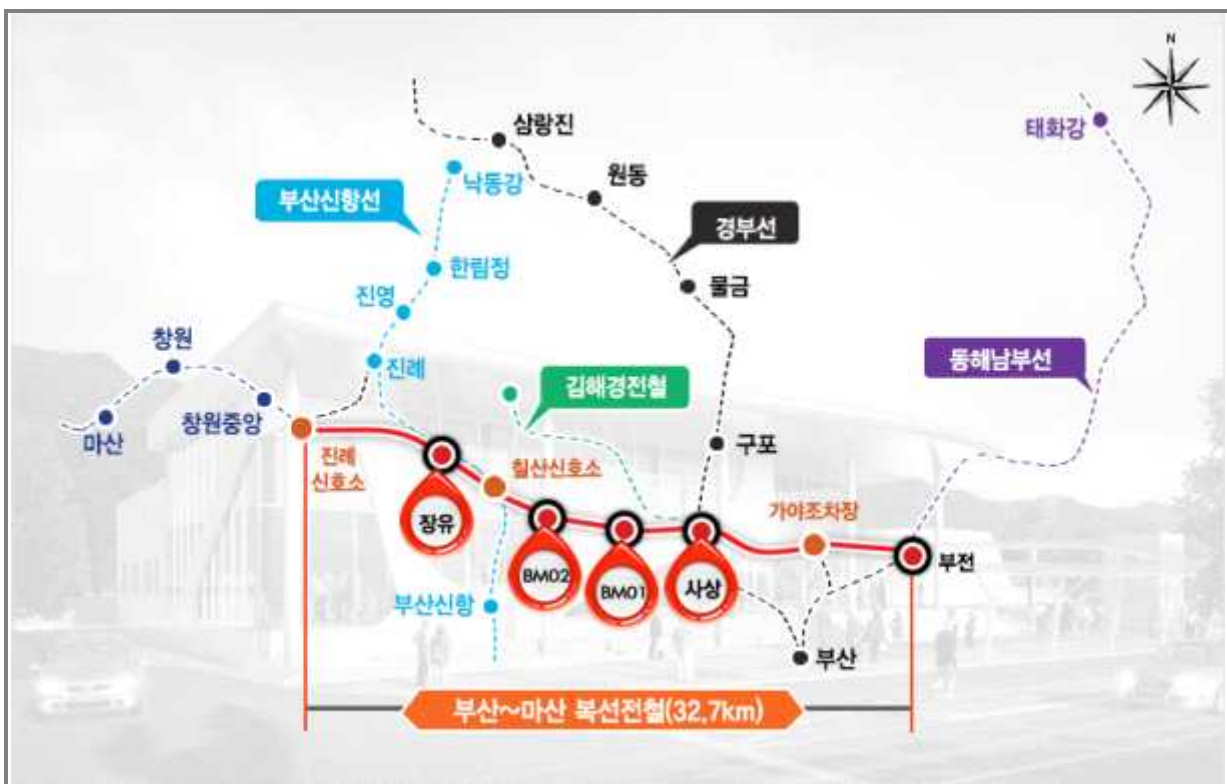 N
삼랑진
태화강
낙동강
원동
부산신항선
경부선
한림정
물금
진영
창원
진례
동해남부선
김해경전철
마산
창원중앙
구포
진례
신호소
칠산신호소
가야조차장
장유
BM02
BM01
사상
부전
부산신항
부산
부산~마산 복선전철(32.7km)